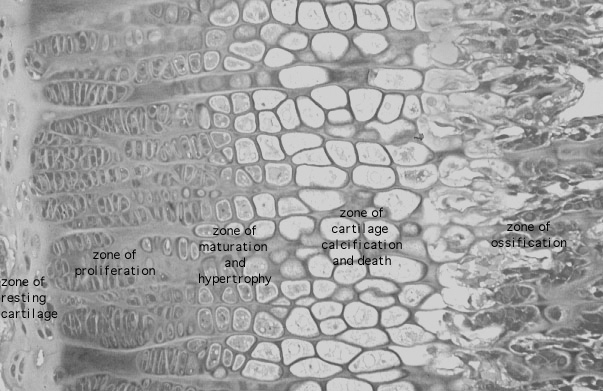 zone of
resting
cartilage
zone of
proliferation
zone of
maturation
and
hypertrophy
zone of
cartilage
calcification
and death
zone of
ossification